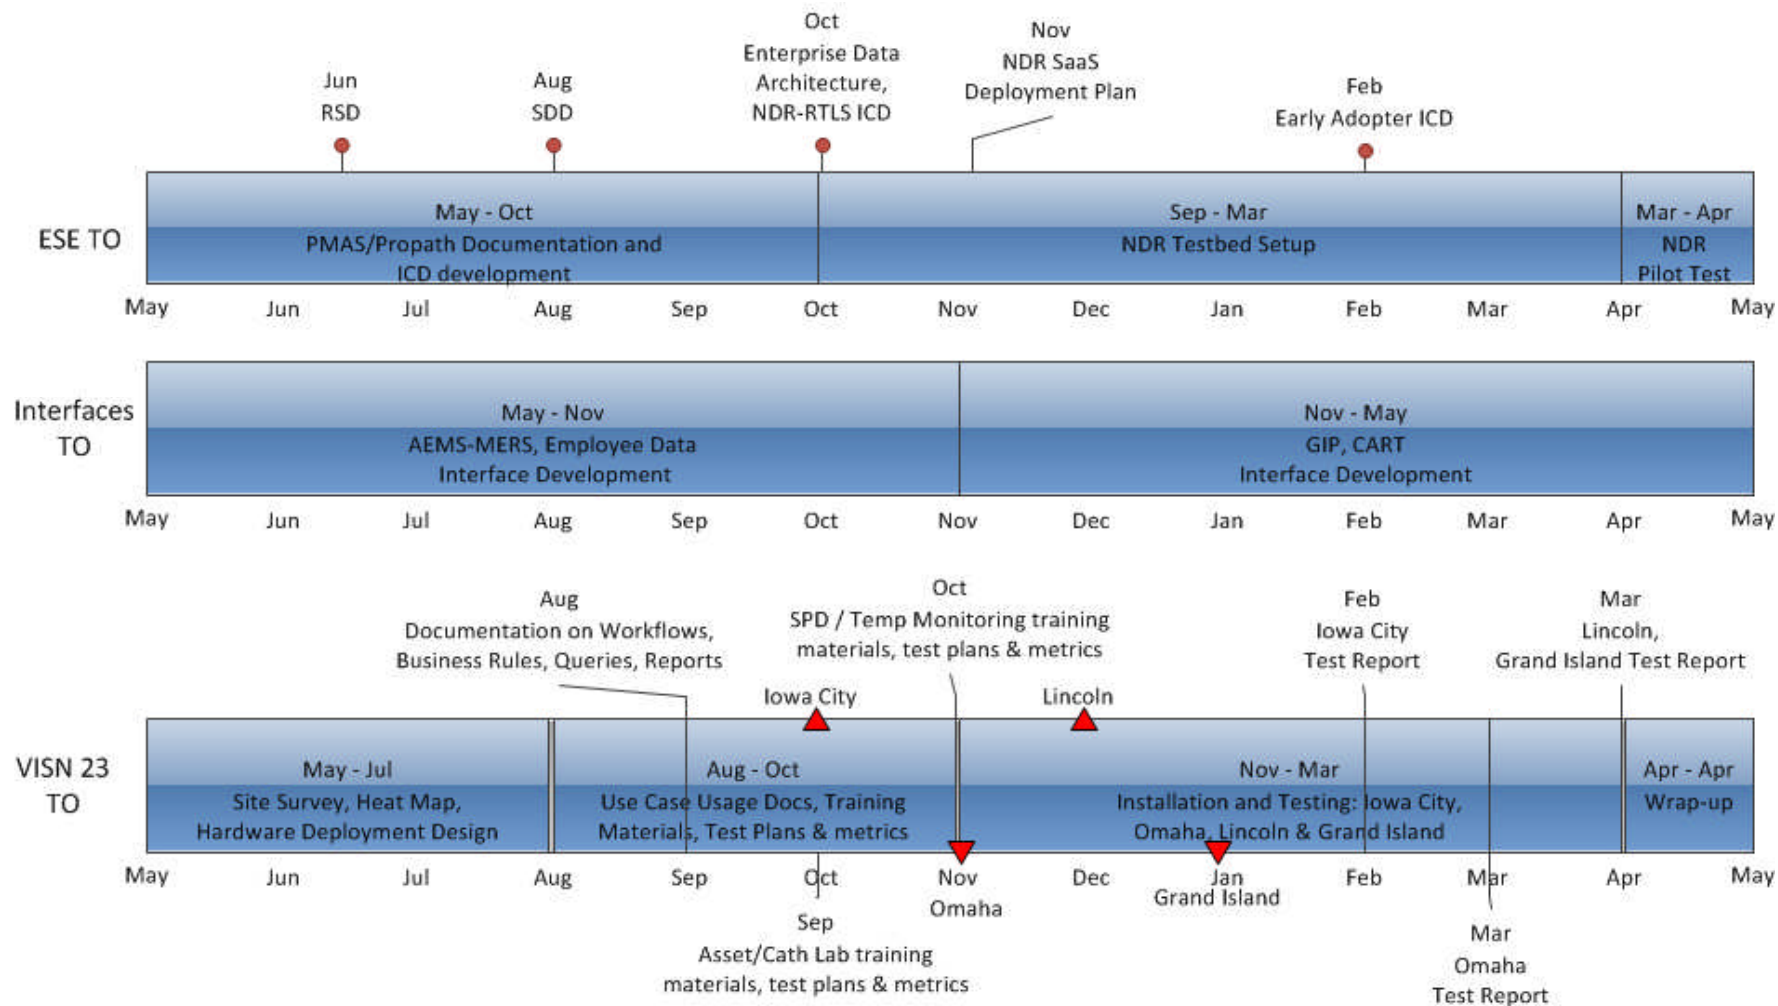 Oct
Enterprise Data
Architecture,
NDR-RTLS ICD
Nov
NDR SaaS
Deployment Plan
Jun
RSD
Aug
SDD
Feb
Early Adopter ICD
ESE TO
May - Oct
PMAS/Propath Documentation and
ICD development
Sep - Mar
NDR Testbed Setup
Mar - Apr
NDR
Pilot Test
May Jun Jul Aug Sep Oct Nov Dec Jan Feb Mar Apr May
Interfaces
TO
May - Nov
AEMS-MERS, Employee Data
Interface Development
Nov - May
GIP, CART
Interface Development
May Jun Jul Aug Sep Oct Nov Dec Jan Feb Mar Apr May
Aug
Documentation on Workflows,
Business Rules, Queries, Reports
Oct
SPD / Temp Monitoring training
materials, test plans & metrics
Feb
Iowa City
Test Report
Mar
Lincoln,
Grand Island Test Report
Iowa City
Lincoln
VISN 23
TO
May - Jul
Site Survey, Heat Map,
Hardware Deployment Design
Aug - Oct
Use Case Usage Docs, Training
Materials, Test Plans & metrics
Nov - Mar
Installation and Testing: Iowa City,
Omaha, Lincoln & Grand Island
Apr - Apr
Wrap-up
May Jun Jul Aug Sep Oct Nov Dec Jan Feb Mar Apr May
Omaha
Grand Island
Sep
Asset/Cath Lab training
materials, test plans & metrics
Mar
Omaha
Test Report